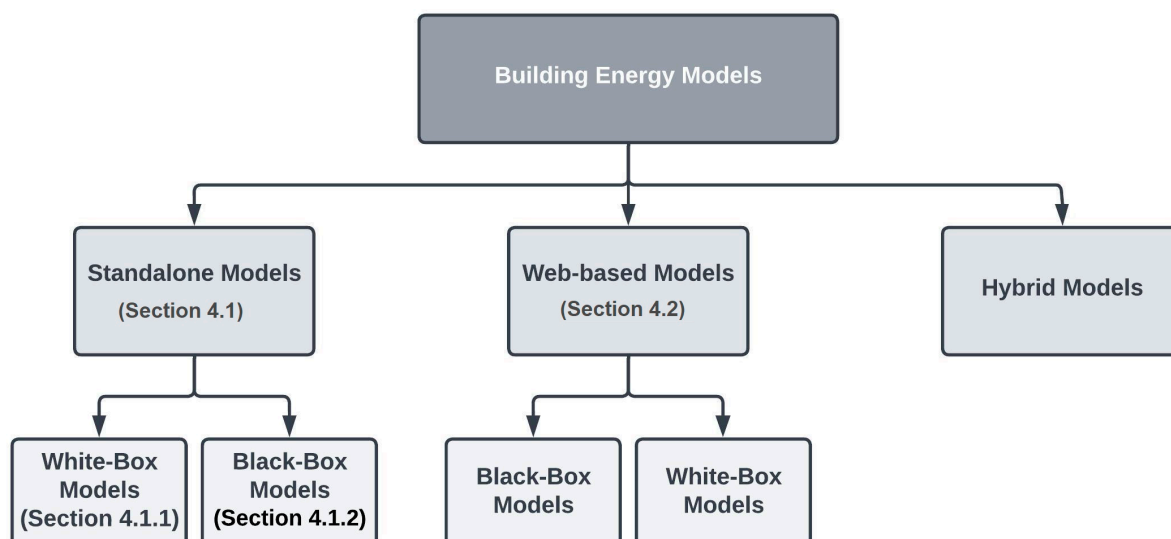 Building Energy Models
Standalone Models
(Section 4.1)
Web-based Models
(Section 4.2)
Hybrid Models
White-Box
Models
(Section 4.1.1)
Black-Box
Models
(Section 4.1.2)
Black-Box
Models
White-Box
Models